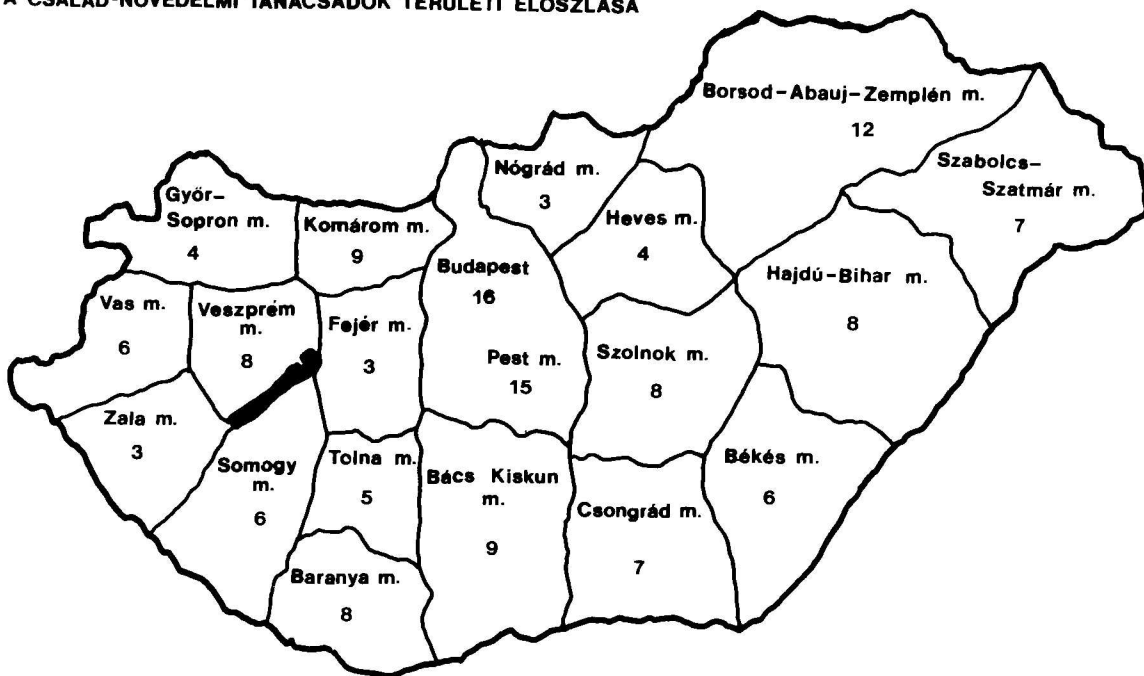 A CSALÁD-NŐVÉDELMI TANÁCSADÓK TERÜLETI ELOSZLÁSA
Borsod-Abauj-Zemplén m.
12
Szabolcs-
Szatmár m.
7
Nógrád m.
3
Heves m.
4
Győr-
Sopron m.
4
Komárom m.
9
Budapest
16
Hajdú-Bihar m.
8
Vas m.
6
Veszprém
m.
8
Fejér m.
3
Pest m.
15
Szolnok m.
8
Zala m.
3
Somogy
m.
6
Tolna m.
5
Bács Kiskun
m.
9
Csongrád m.
7
Békés m.
6
Baranya m.
8